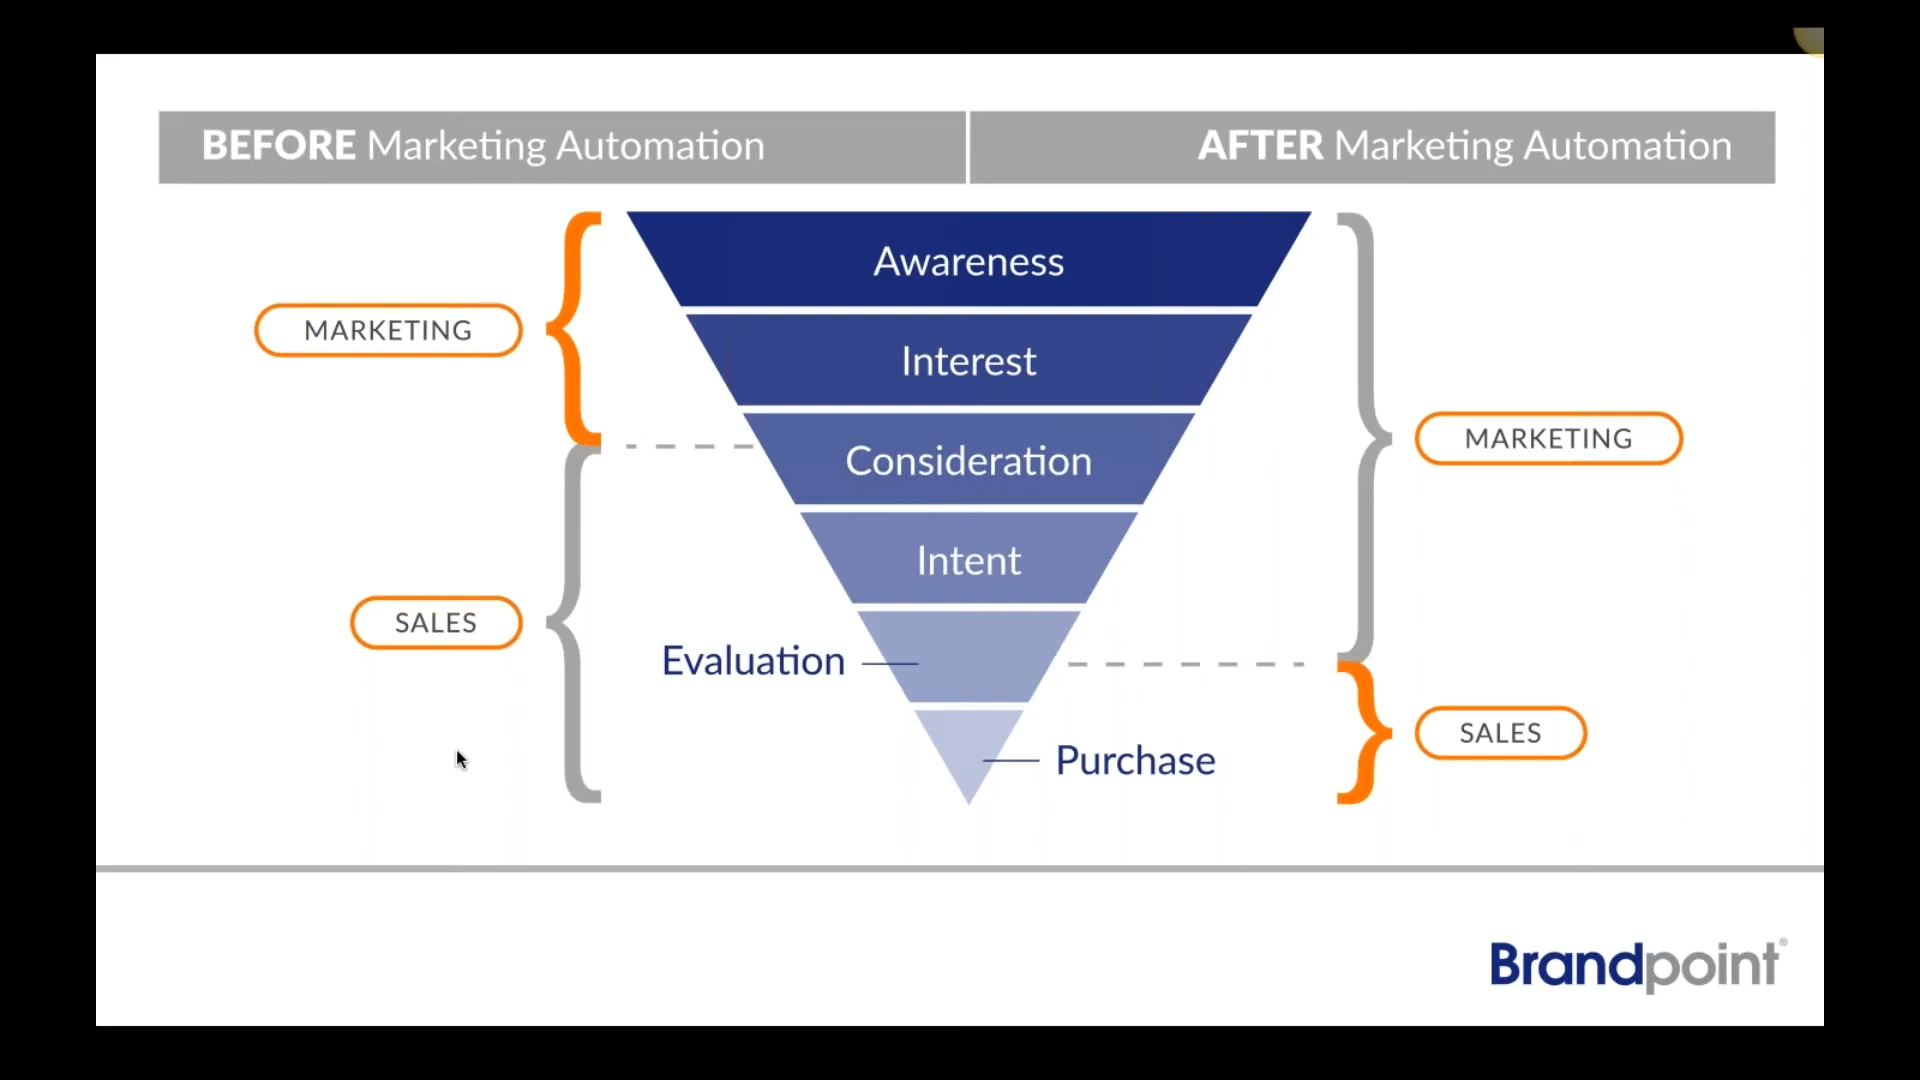 BEFORE Marketing Automation
AFTER Marketing Automation
Awareness
MARKETING
Interest
MARKETING
Consideration
Intent
SALES
Evaluation
SALES
Purchase
Brandpoint®